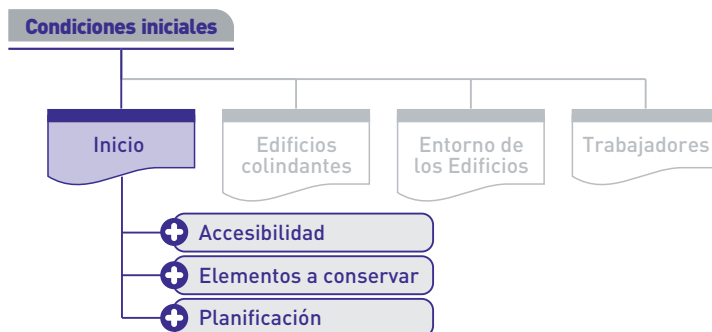 Condiciones iniciales
Inicio
Edificios
colindantes
Entorno de
los Edificios
Trabajadores
Accesibilidad
Elementos a conservar
Planificación